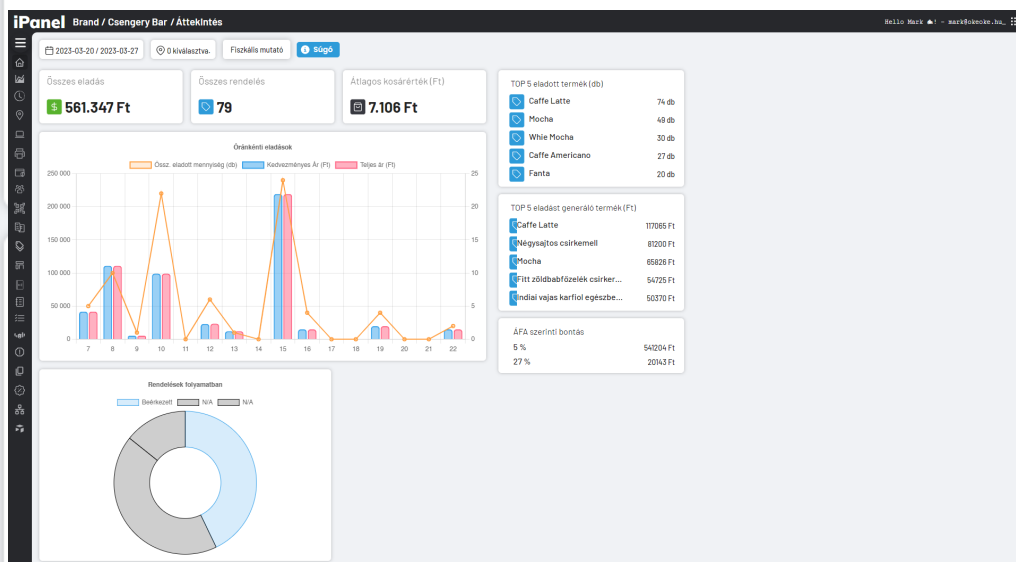 iPanel Brand / Csengery Bar / Áttekintés
Hello Mark ! - mark@okeoke.hu_
2023-03-20 / 2023-03-27
0 kiválasztva.
Fiszkális mutató
Súgó
Összes eladás
561.347 Ft
Összes rendelés
79
Átlagos kosárérték (Ft)
7.106 Ft
Óránkénti eladások
Össz. eladott mennyiség (db) Kedvezményes Ár (Ft) Teljes ár (Ft)
250 000 25
200 000 20
150 000 15
100 000 10
50 000 5
0 0
7 8 9 10 11 12 13 14 15 16 17 18 19 20 21 22
TOP 5 eladott termék (db)
Caffe Latte 74 db
Mocha 49 db
Whie Mocha 30 db
Caffe Americano 27 db
Fanta 20 db
TOP 5 eladást generáló termék (Ft)
Caffe Latte 117065 Ft
Négysajtos csirkemell 81200 Ft
Mocha 65826 Ft
Fitt zöldbabfőzelék csirker... 54725 Ft
Indiai vajas karfiol egészbe... 50370 Ft
ÁFA szerinti bontás
5 % 541204 Ft
27 % 20143 Ft
Rendelések folyamatban
Beérkezett N/A N/A